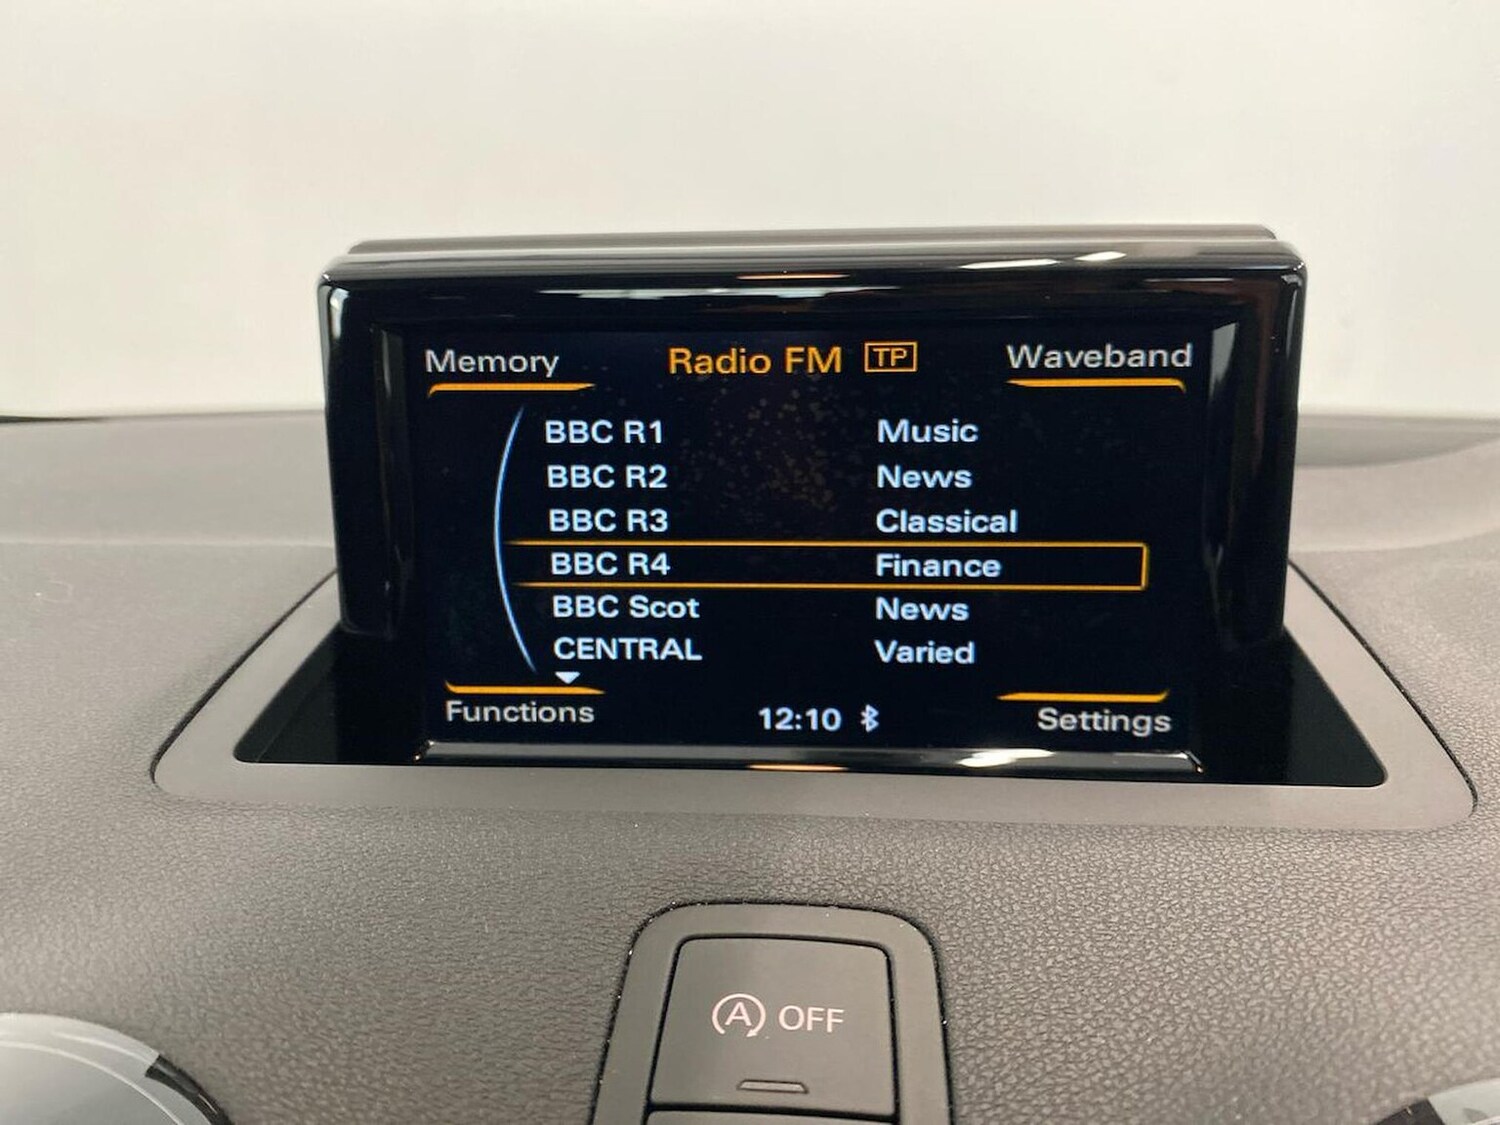 Memory Radio FM TP Waveband
BBC R1 Music
BBC R2 News
BBC R3 Classical
BBC R4 Finance
BBC Scot News
CENTRAL Varied
Functions 12:10 Settings
A OFF